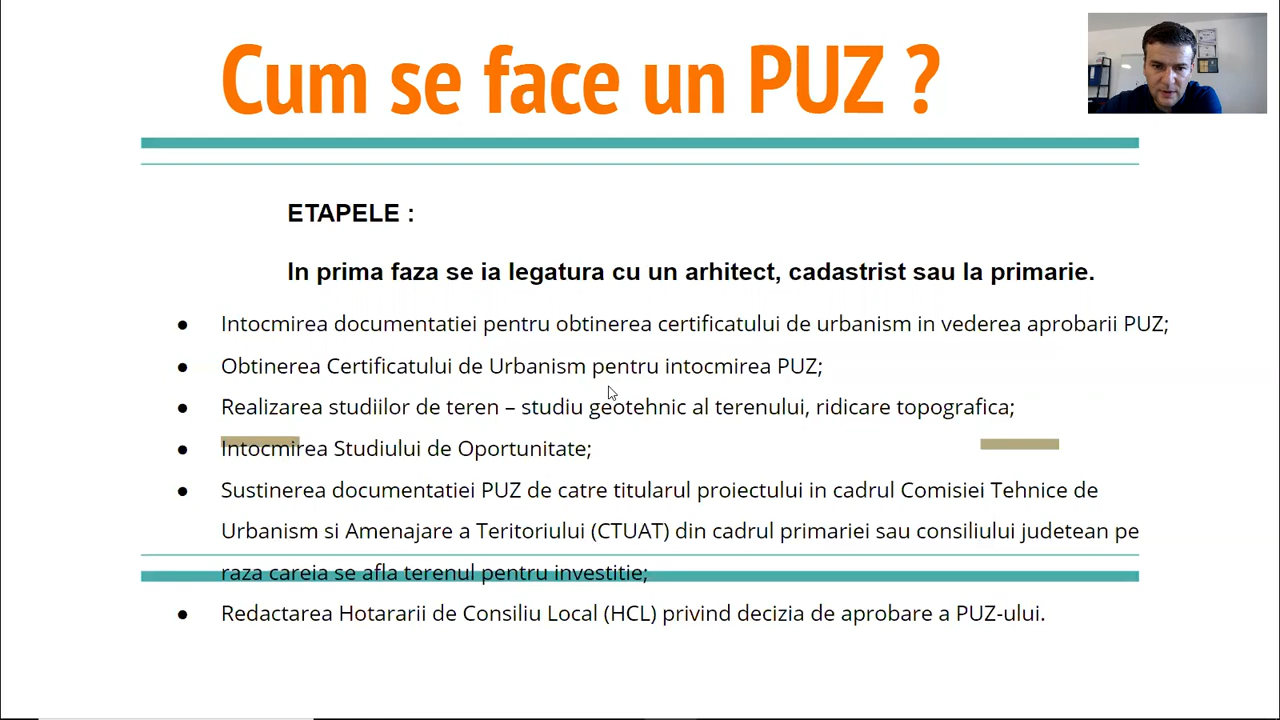 Cum se face un PUZ ?
ETAPELE :
In prima faza se ia legatura cu un arhitect, cadastrist sau la primarie.
● Intocmirea documentatiei pentru obtinerea certificatului de urbanism in vederea aprobarii PUZ;
● Obtinerea Certificatului de Urbanism pentru intocmirea PUZ;
● Realizarea studiilor de teren – studiu geotehnic al terenului, ridicare topografica;
● Intocmirea Studiului de Oportunitate;
● Sustinerea documentatiei PUZ de catre titularul proiectului in cadrul Comisiei Tehnice de
Urbanism si Amenajare a Teritoriului (CTUAT) din cadrul primariei sau consiliului judetean pe
raza careia se afla terenul pentru investitie;
● Redactarea Hotararii de Consiliu Local (HCL) privind decizia de aprobare a PUZ-ului.